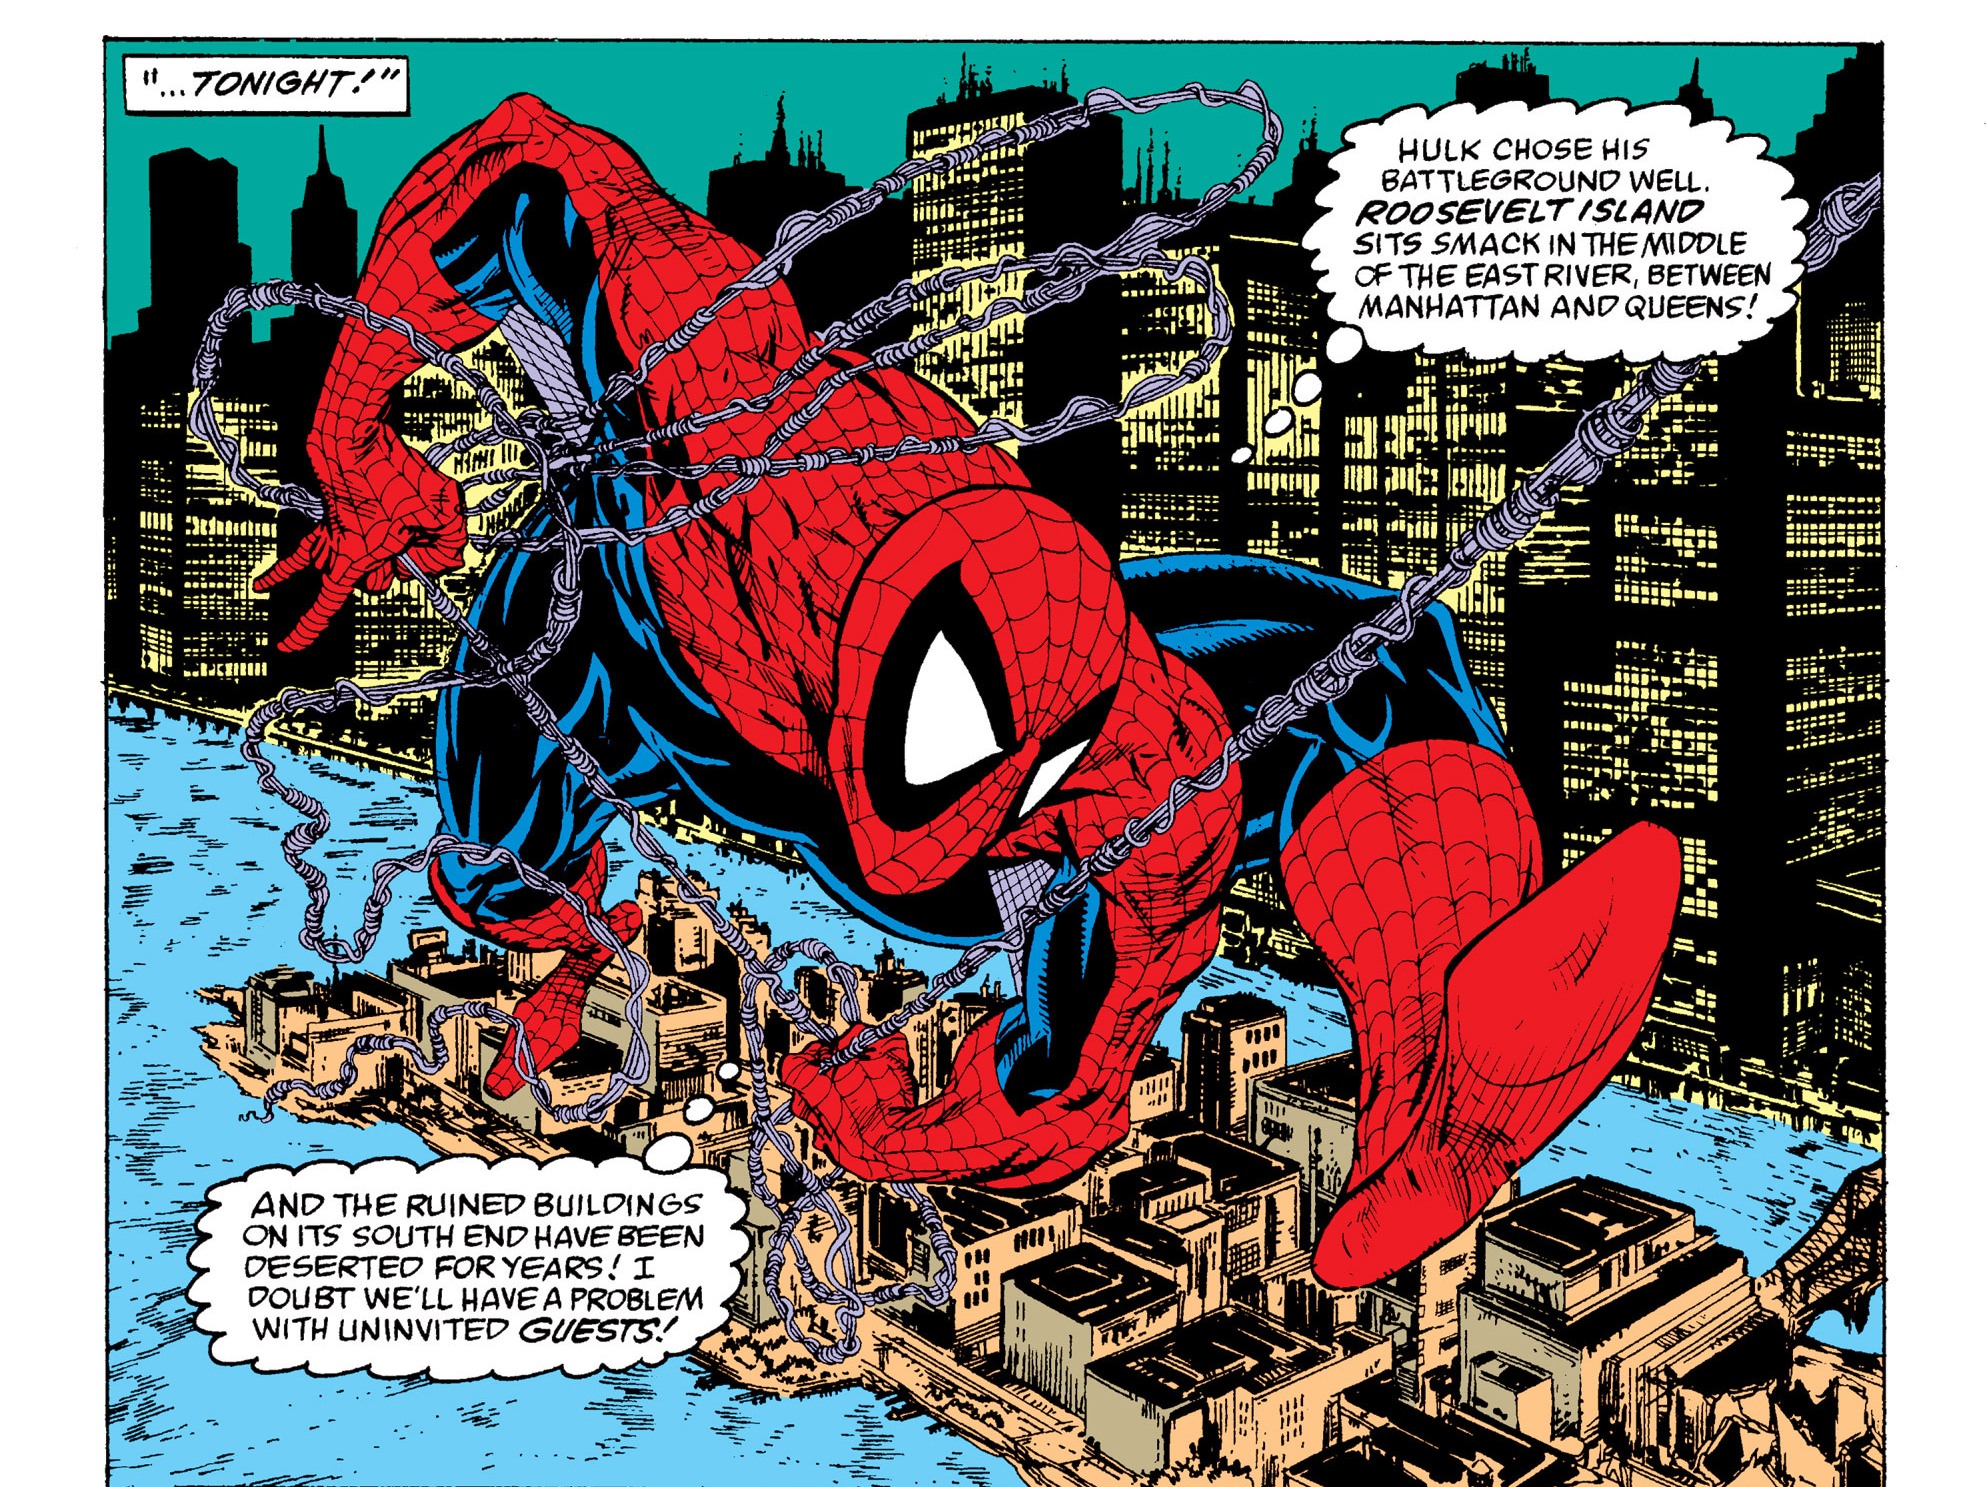 "...TONIGHT!"
HULK CHOSE HIS
BATTLEGROUND WELL.
ROOSEVELT ISLAND
SITS SMACK IN THE MIDDLE
OF THE EAST RIVER, BETWEEN
MANHATTAN AND QUEENS!
AND THE RUINED BUILDINGS
ON ITS SOUTH END HAVE BEEN
DESERTED FOR YEARS! I
DOUBT WE'LL HAVE A PROBLEM
WITH UNINVITED GUESTS!